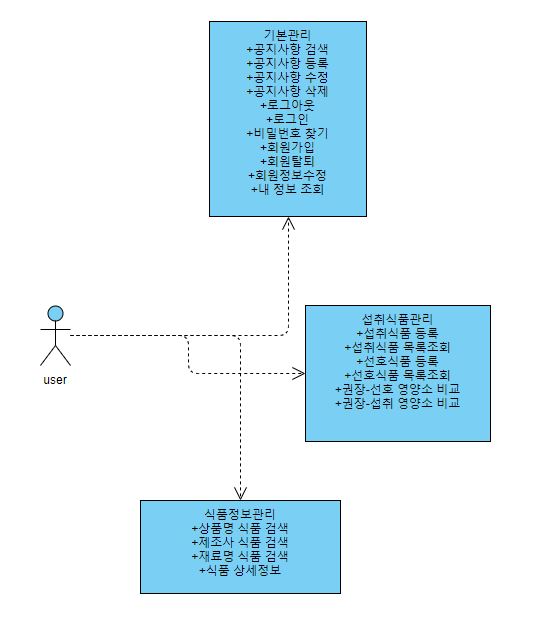 기본관리
+공지사항 검색
+공지사항 등록
+공지사항 수정
+공지사항 삭제
+로그아웃
+로그인
+비밀번호 찾기
+회원가입
+회원탈퇴
+회원정보수정
+내 정보 조회
user
섭취식품관리
+섭취식품 등록
+섭취식품 목록조회
+선호식품 등록
+선호식품 목록조회
+권장-선호 영양소 비교
+권장-섭취 영양소 비교
식품정보관리
+상품명 식품 검색
+제조사 식품 검색
+재료명 식품 검색
+식품 상세정보